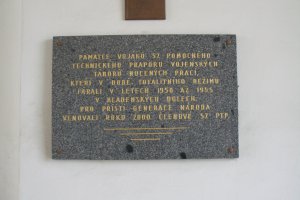 PAMÁTCE VOJÁKŮ 52. POMOCNÉHO
TECHNICKÉHO PRAPORU VOJENSKÝCH
TÁBORŮ NUCENÝCH PRACÍ,
KTEŘÍ V DOBĚ TOTALITNÍHO REŽIMU
FÁRALI V LETECH 1950 AŽ 1955
V KLADENSKÝCH DOLECH.
PRO PŘÍŠTÍ GENERACE NÁRODA
VĚNOVALI ROKU 2000 ČLENOVÉ 57. PTP